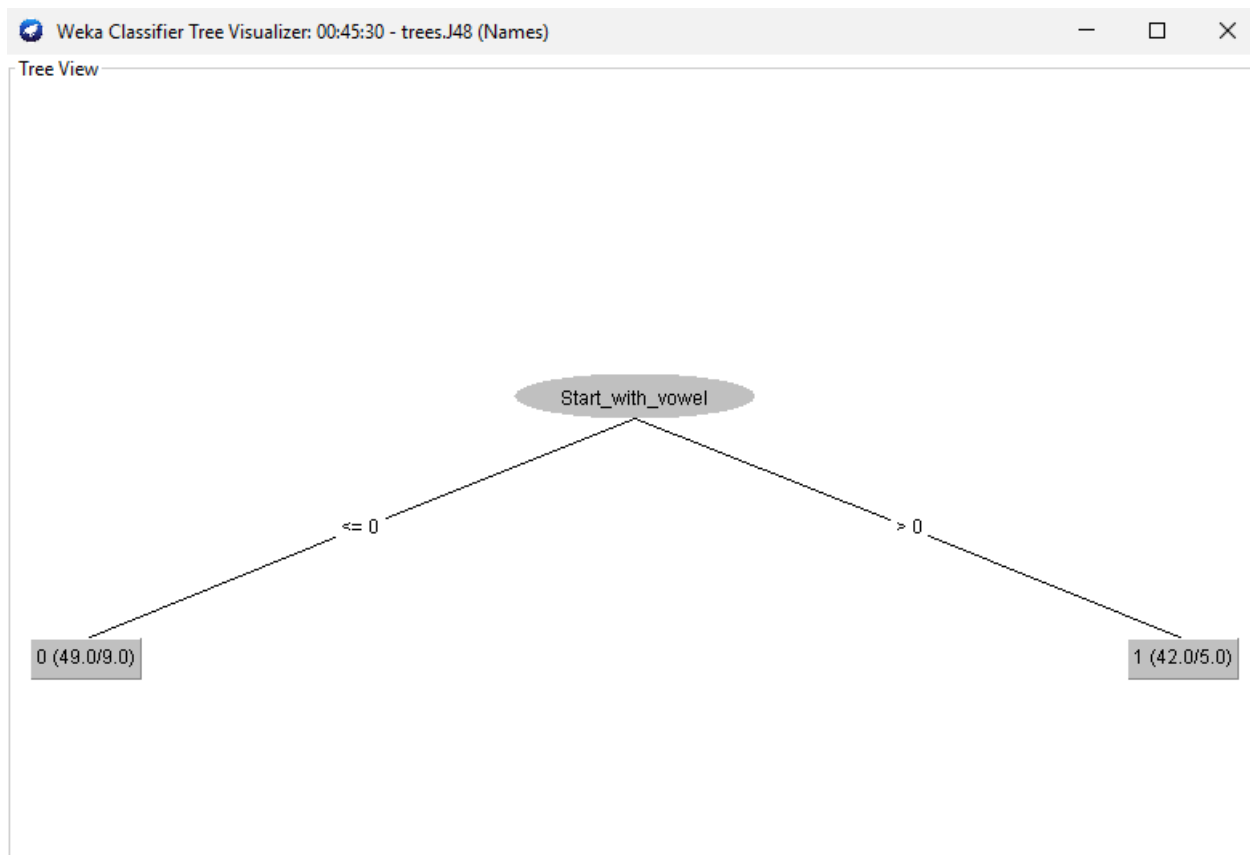 Weka Classifier Tree Visualizer: 00:45:30 - trees.J48 (Names)
Tree View
Start_with_vowel
<= 0
> 0
0 (49.0/9.0)
1 (42.0/5.0)